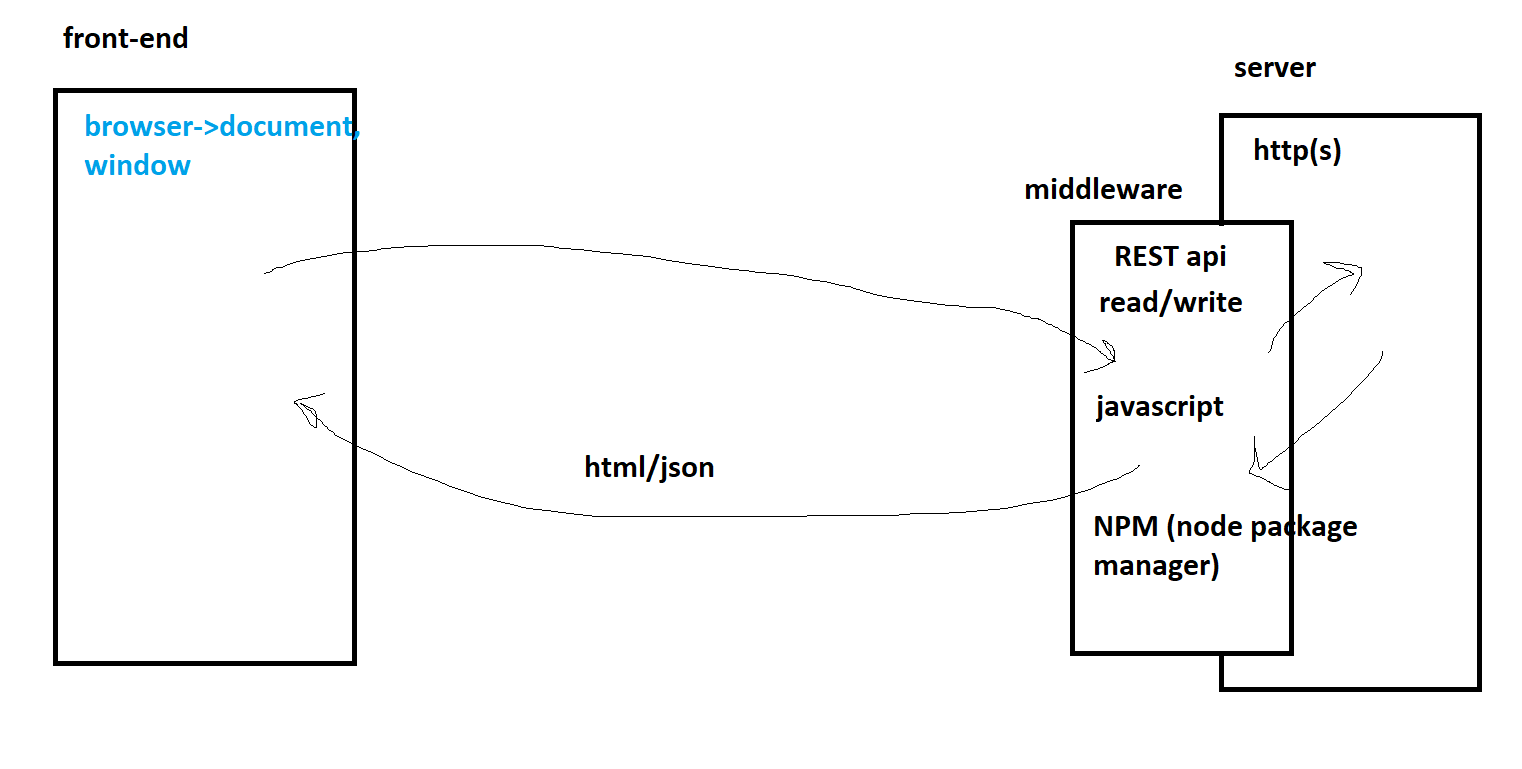 front-end
browser->document,
window
server
http(s)
middleware
REST api
read/write
javascript
html/json
NPM (node package
manager)